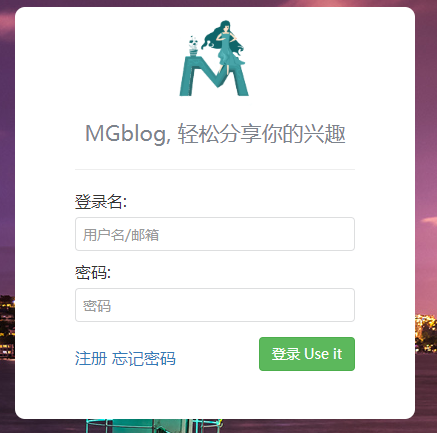 M
MGblog, 轻松分享你的兴趣
登录名:
用户名/邮箱
密码:
密码
注册 忘记密码 登录 Use it